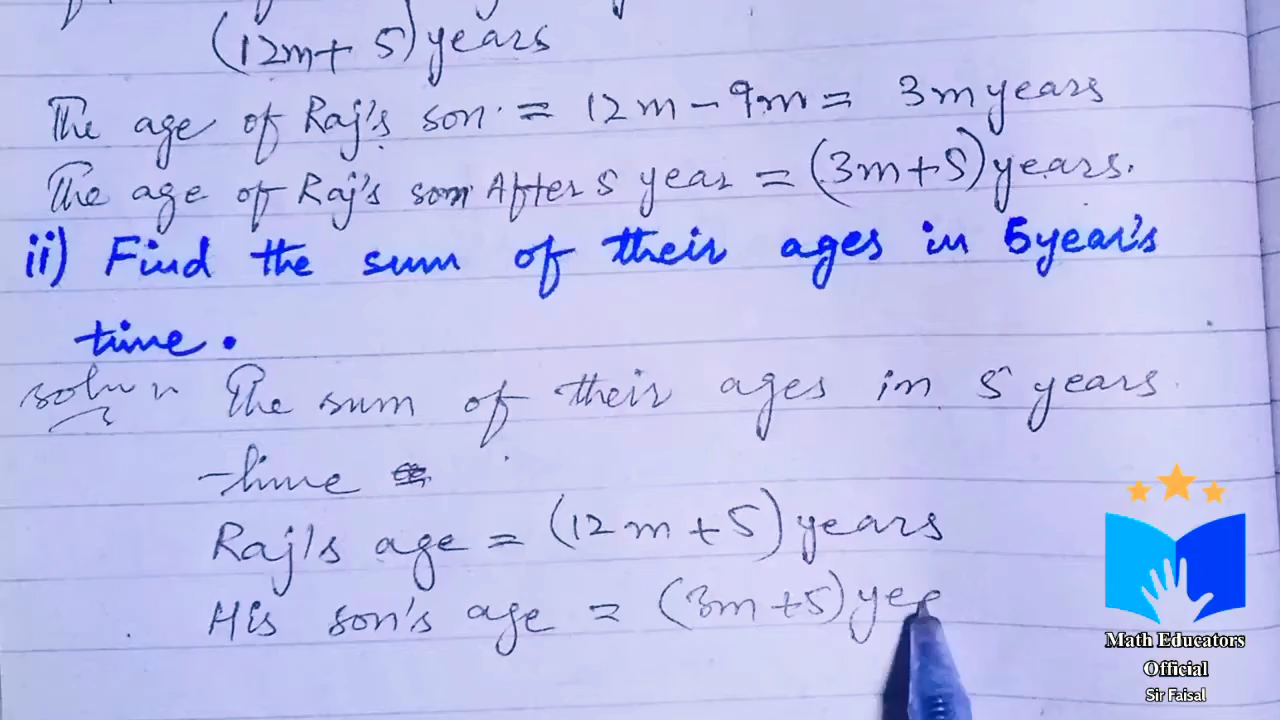 (12m+ 5) years
The age of Raj's son = 12m - 9m = 3m years
The age of Raj's son After 5 year = (3m+5) years.
ii) Find the sum of their ages in 5year's
time.
soln The sum of their ages in 5 years
time
Raj's age = (12m + 5) years
His son's age = (3m +5) yea
Math Educators
Official
Sir Faisal